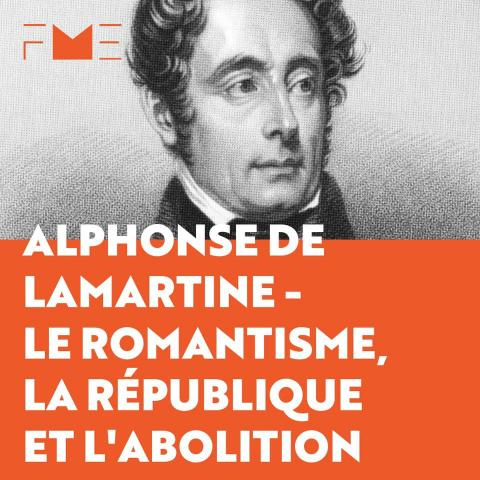 FME
ALPHONSE DE
LAMARTINE -
LE ROMANTISME,
LA RÉPUBLIQUE
ET L'ABOLITION